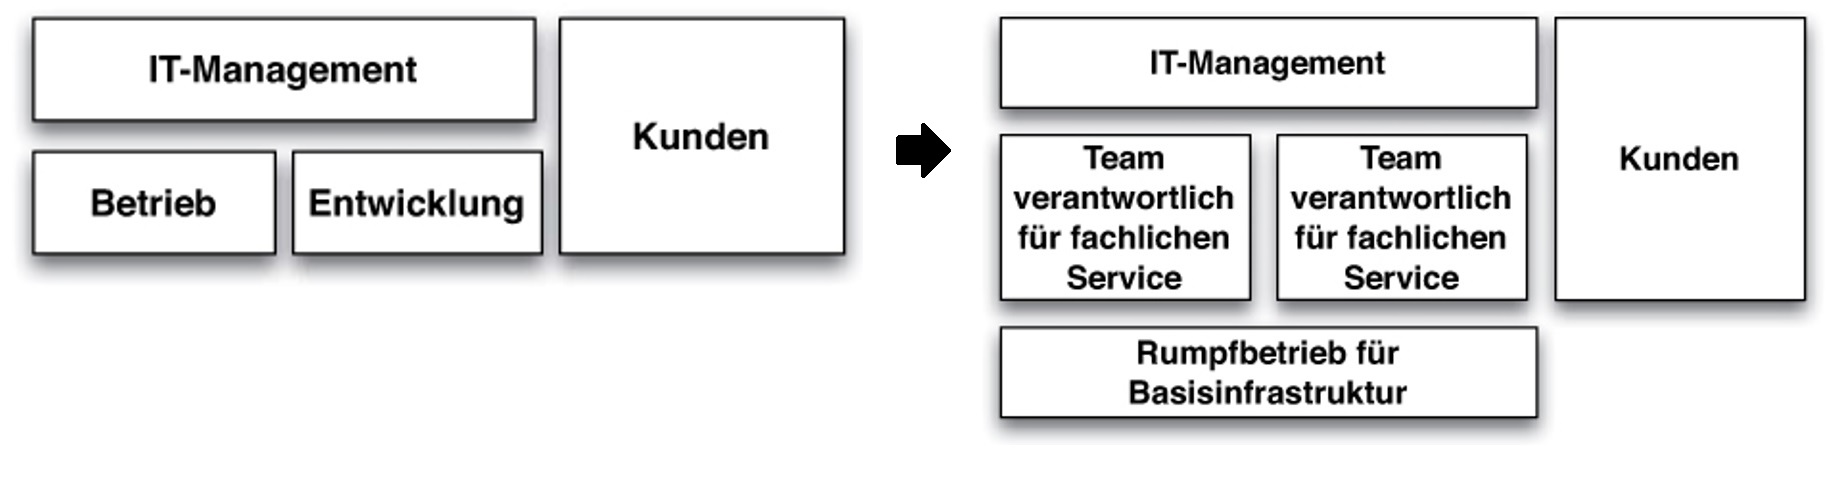 IT-Management
Kunden
Betrieb
Entwicklung
IT-Management
Team
verantwortlich
für fachlichen
Service
Team
verantwortlich
für fachlichen
Service
Kunden
Rumpfbetrieb für
Basisinfrastruktur